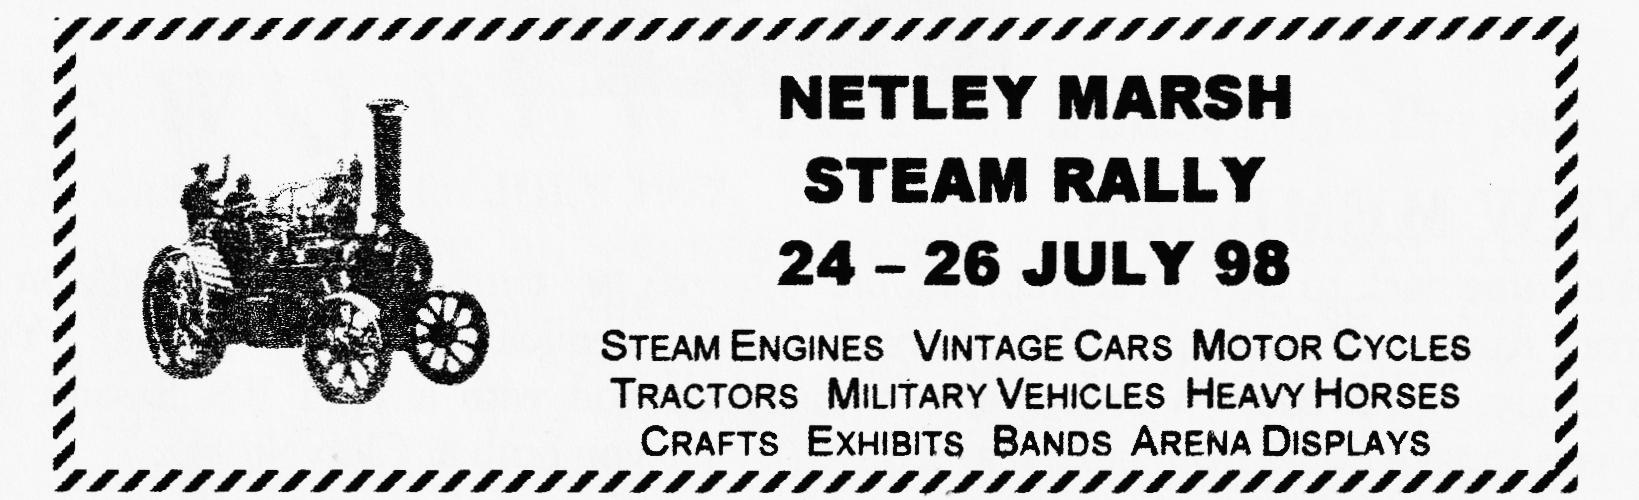 NETLEY MARSH
STEAM RALLY
24 – 26 JULY 98
STEAM ENGINES VINTAGE CARS MOTOR CYCLES
TRACTORS MILITARY VEHICLES HEAVY HORSES
CRAFTS EXHIBITS BANDS ARENA DISPLAYS